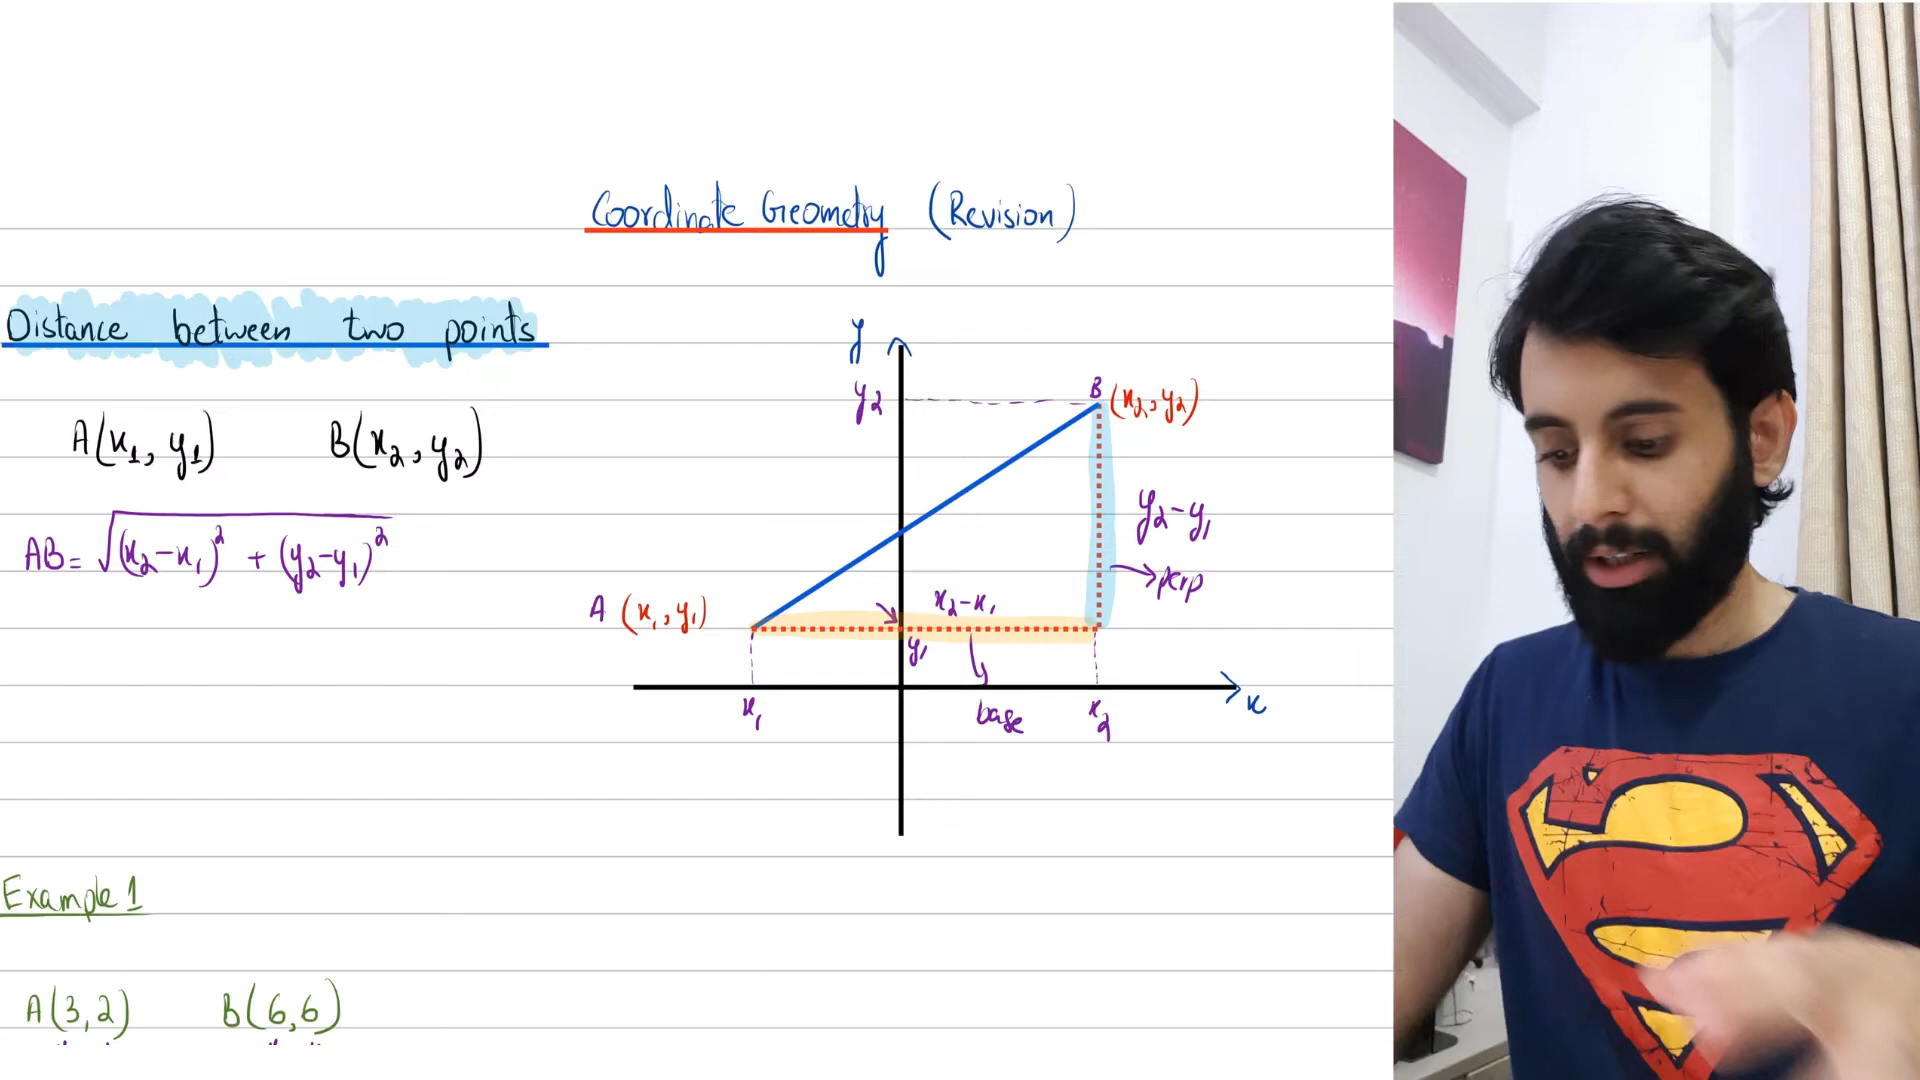 Coordinate Geometry (Revision)
Distance between two points
A(x₁, y₁) B(x₂, y₂)
AB = √(x₂-x₁)² + (y₂-y₁)²
y
y₂
B (x₂, y₂)
y₂-y₁
→ perp
A (x₁, y₁)
x₂-x₁
y₁
x₁
base
x₂
x
Example 1
A(3,2) B(6,6)